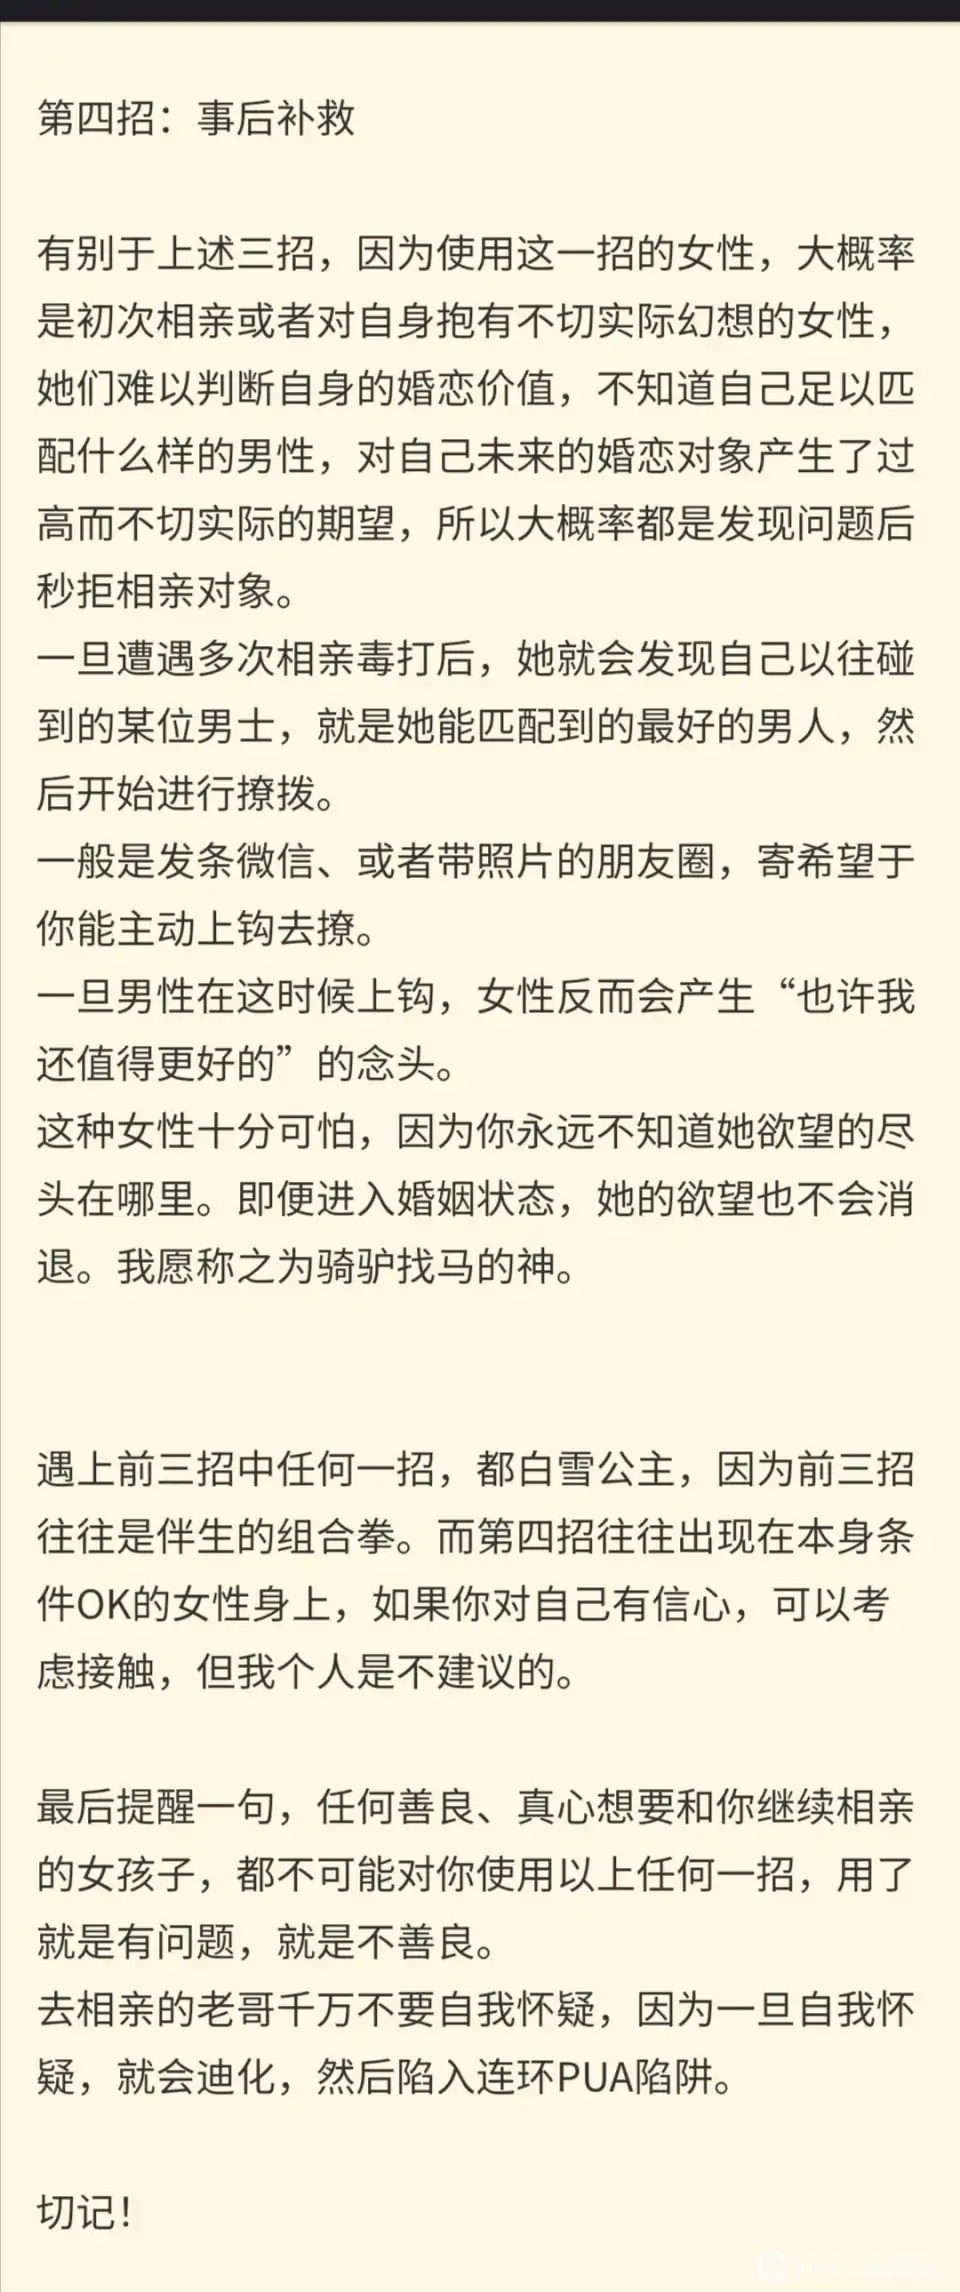 第四招：事后补救
有别于上述三招，因为使用这一招的女性，大概率
是初次相亲或者对自身抱有不切实际幻想的女性，
她们难以判断自身的婚恋价值，不知道自己足以匹
配什么样的男性，对自己未来的婚恋对象产生了过
高而不切实际的期望，所以大概率都是发现问题后
秒拒相亲对象。
一旦遭遇多次相亲毒打后，她就会发现自己以往碰
到的某位男士，就是她能匹配到的最好的男人，然
后开始进行撩拨。
一般是发条微信、或者带照片的朋友圈，寄希望于
你能主动上钩去撩。
一旦男性在这时候上钩，女性反而会产生“也许我
还值得更好的”的念头。
这种女性十分可怕，因为你永远不知道她欲望的尽
头在哪里。即便进入婚姻状态，她的欲望也不会消
退。我愿称之为骑驴找马的神。
遇上前三招中任何一招，都白雪公主，因为前三招
往往是伴生的组合拳。而第四招往往出现在本身条
件OK的女性身上，如果你对自己有信心，可以考
虑接触，但我个人是不建议的。
最后提醒一句，任何善良、真心想要和你继续相亲
的女孩子，都不可能对你使用以上任何一招，用了
就是有问题，就是不善良。
去相亲的老哥千万不要自我怀疑，因为一旦自我怀
疑，就会迪化，然后陷入连环PUA陷阱。
切记！